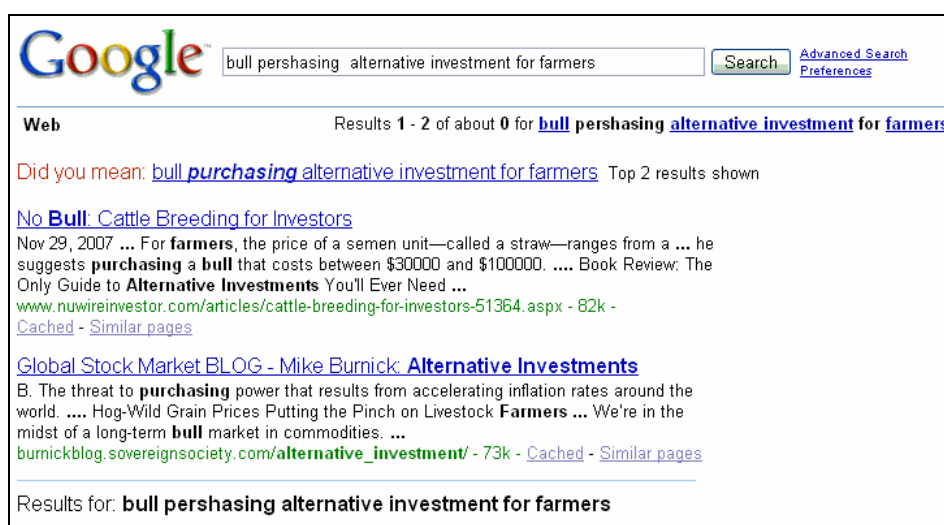 Google™ bull pershasing alternative investment for farmers Search Advanced Search
Preferences
Web Results 1 - 2 of about 0 for bull pershasing alternative investment for farmers
Did you mean: bull purchasing alternative investment for farmers Top 2 results shown
No Bull: Cattle Breeding for Investors
Nov 29, 2007 ... For farmers, the price of a semen unit—called a straw—ranges from a ... he
suggests purchasing a bull that costs between $30000 and $100000. .... Book Review: The
Only Guide to Alternative Investments You'll Ever Need ...
www.nuwireinvestor.com/articles/cattle-breeding-for-investors-51364.aspx - 82k -
Cached - Similar pages
Global Stock Market BLOG - Mike Burnick: Alternative Investments
B. The threat to purchasing power that results from accelerating inflation rates around the
world. .... Hog-Wild Grain Prices Putting the Pinch on Livestock Farmers ... We're in the
midst of a long-term bull market in commodities. ...
burnickblog.sovereignsociety.com/alternative_investment/ - 73k - Cached - Similar pages
Results for: bull pershasing alternative investment for farmers